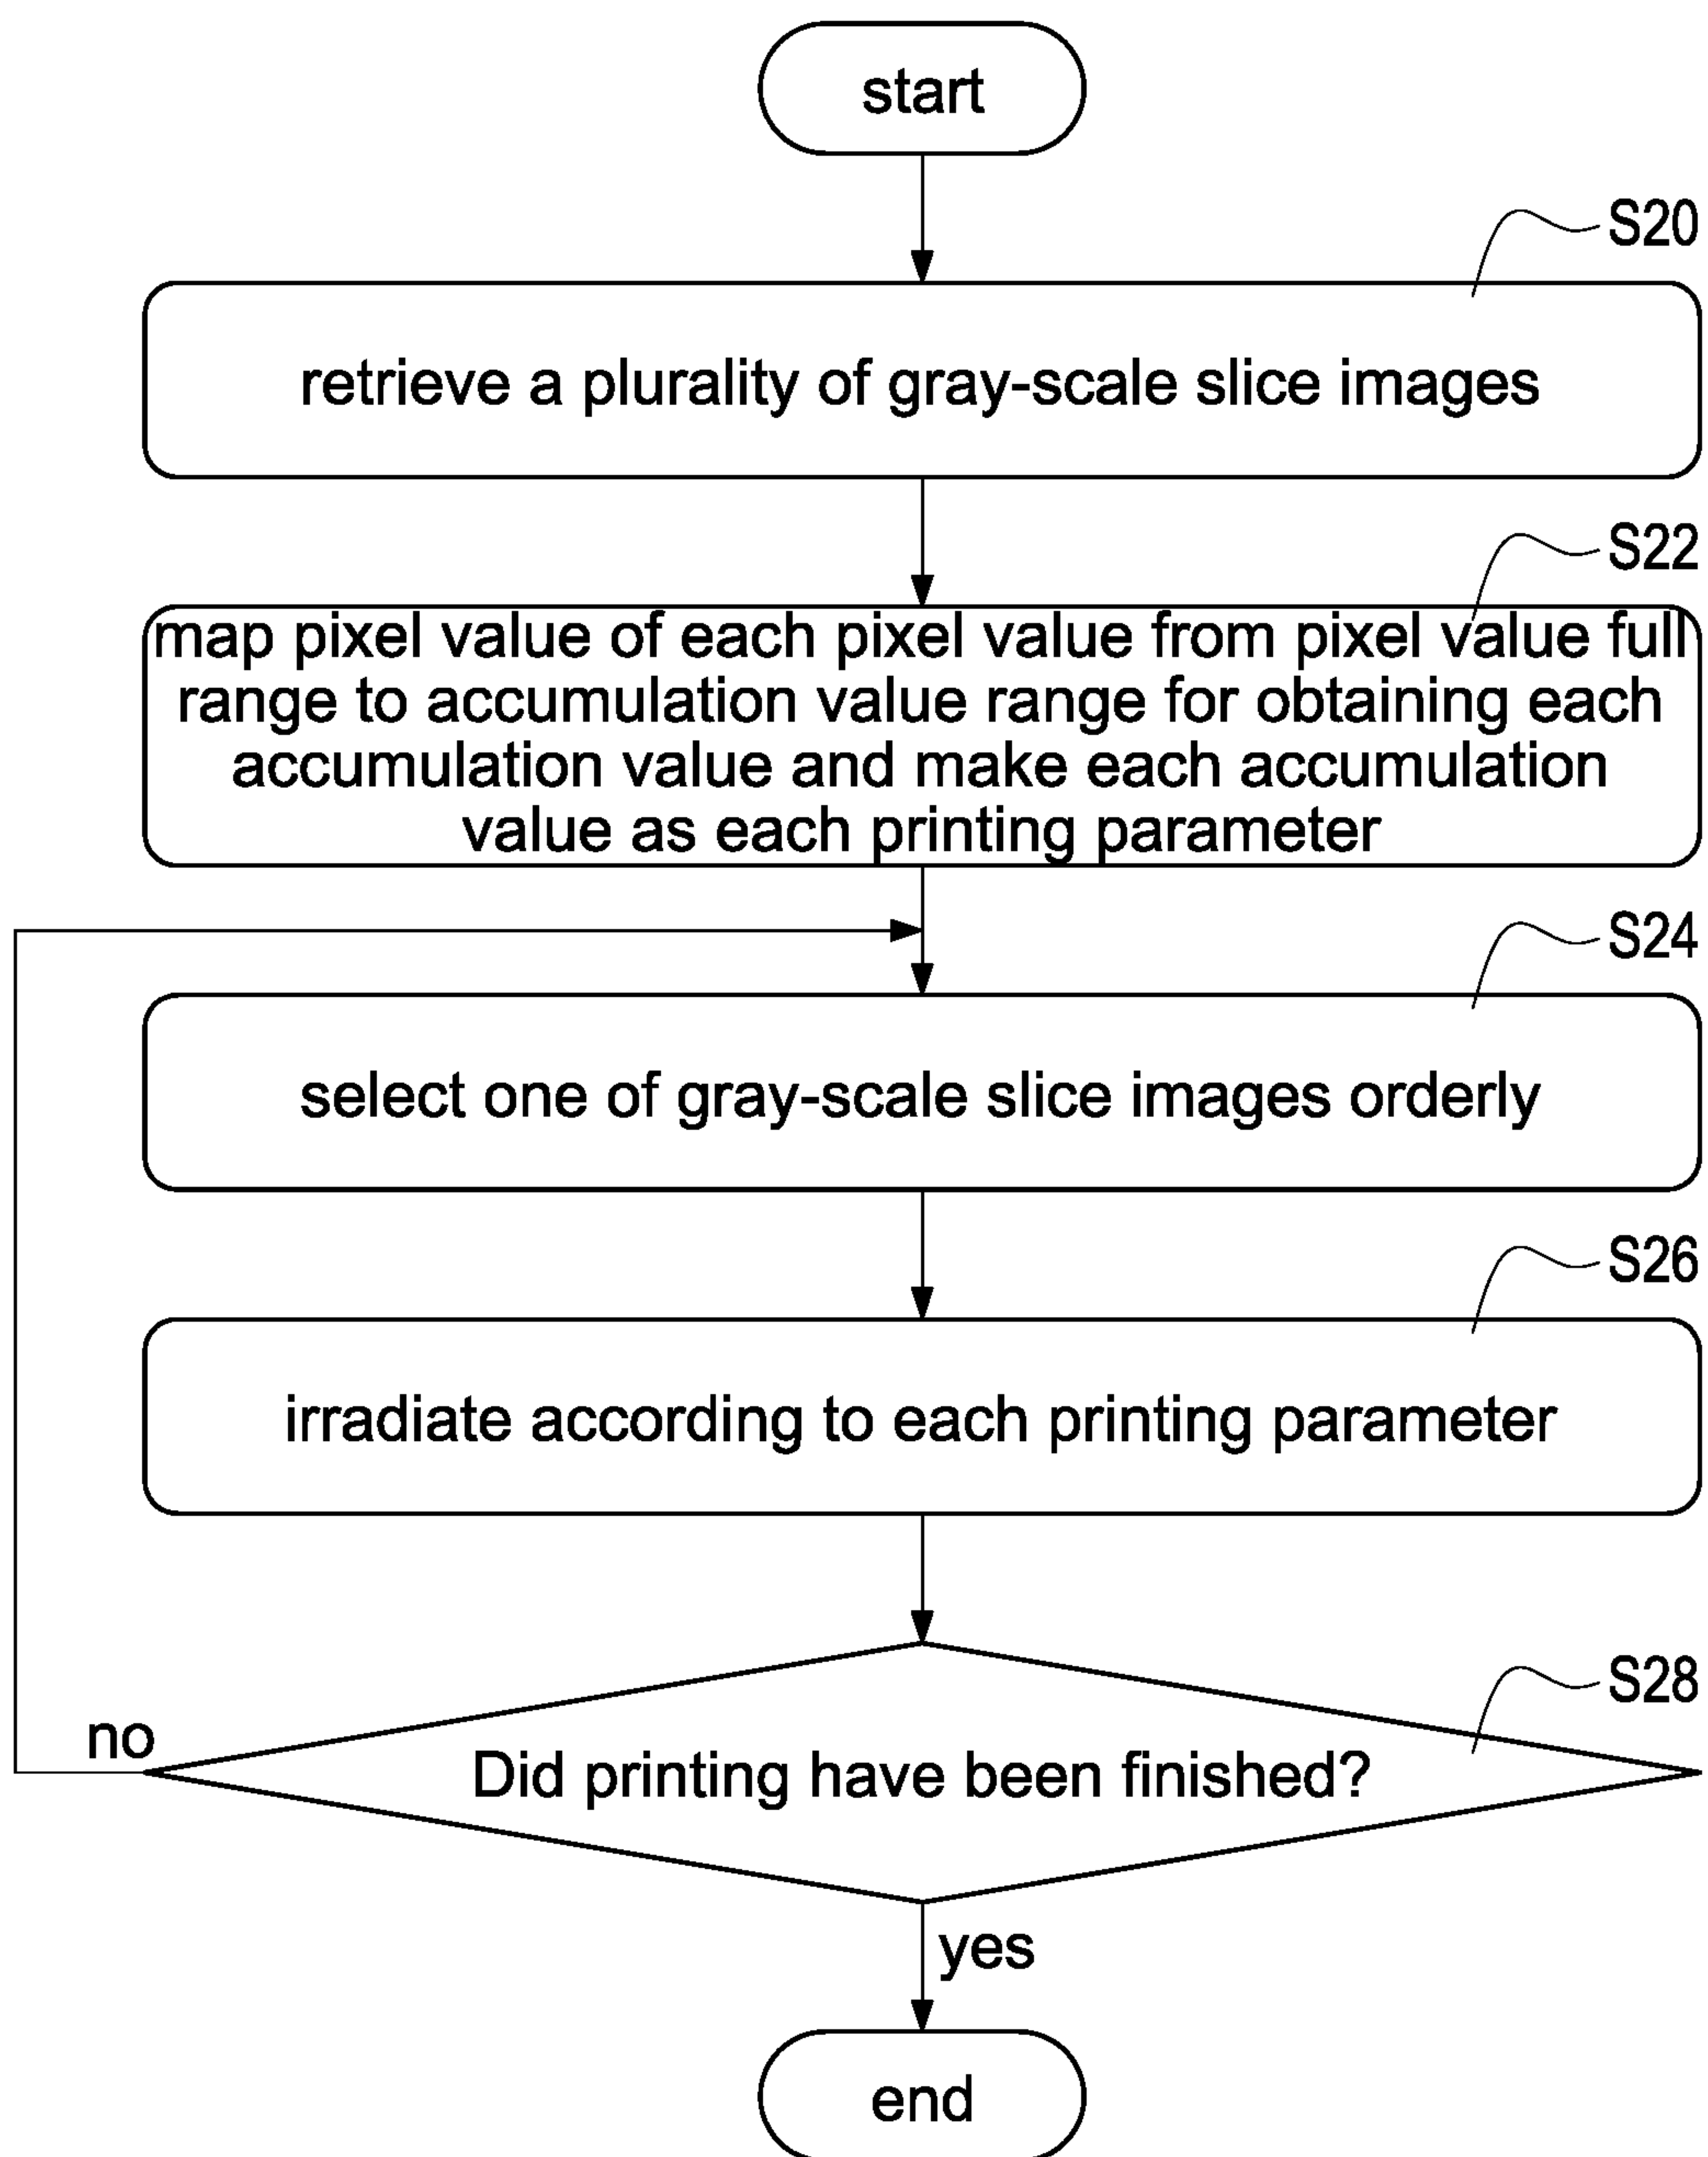 start
S20
retrieve a plurality of gray-scale slice images
S22
map pixel value of each pixel value from pixel value full
range to accumulation value range for obtaining each
accumulation value and make each accumulation
value as each printing parameter
S24
select one of gray-scale slice images orderly
S26
irradiate according to each printing parameter
S28
no
Did printing have been finished?
yes
end